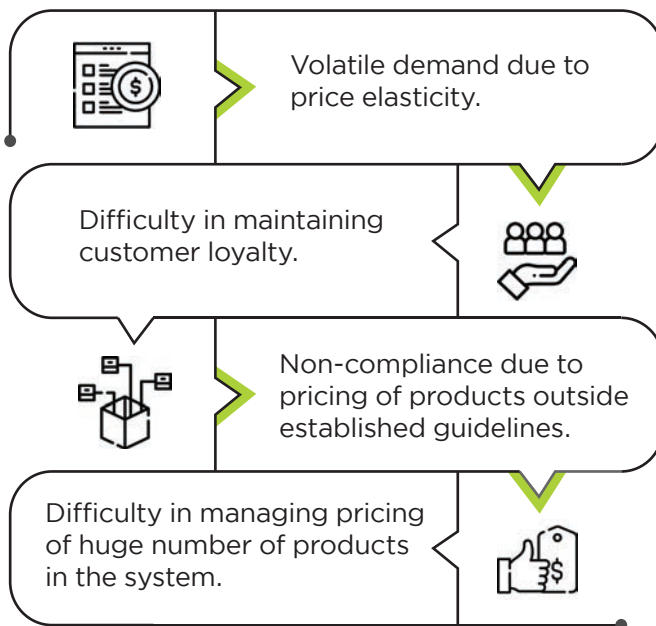 Volatile demand due to
price elasticity.
Difficulty in maintaining
customer loyalty.
Non-compliance due to
pricing of products outside
established guidelines.
Difficulty in managing pricing
of huge number of products
in the system.